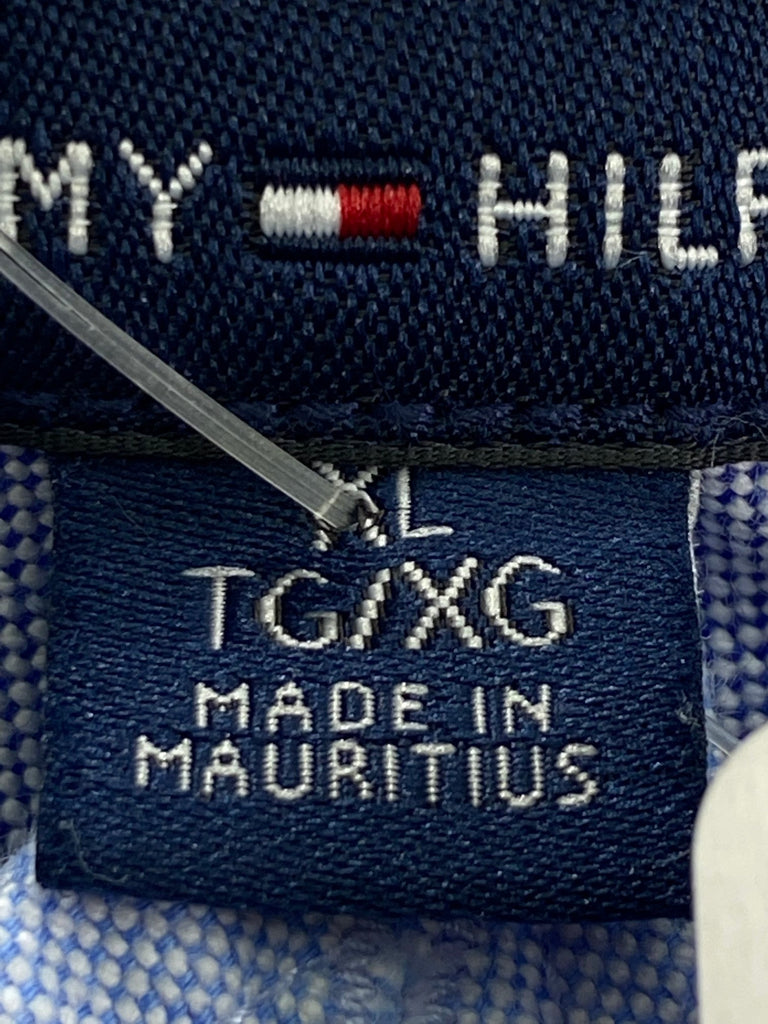 MY HILF
XL
TG/XG
MADE IN
MAURITIUS